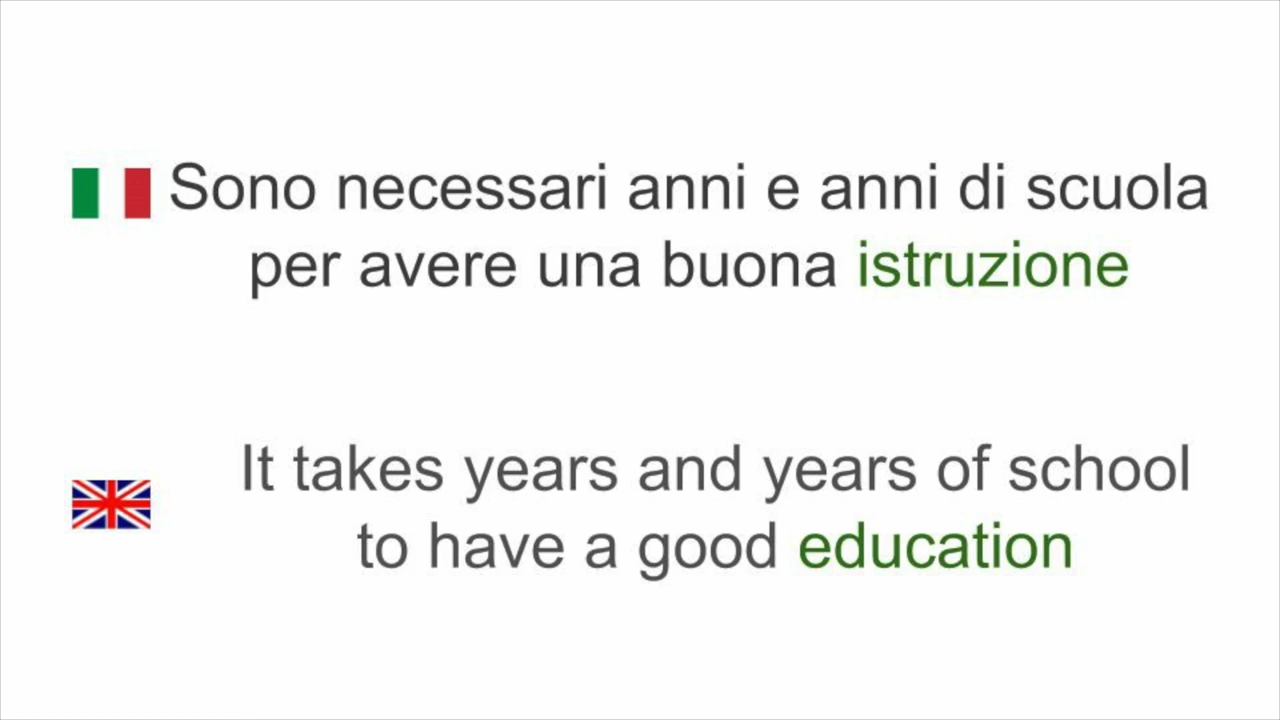 Sono necessari anni e anni di scuola
per avere una buona istruzione
It takes years and years of school
to have a good education